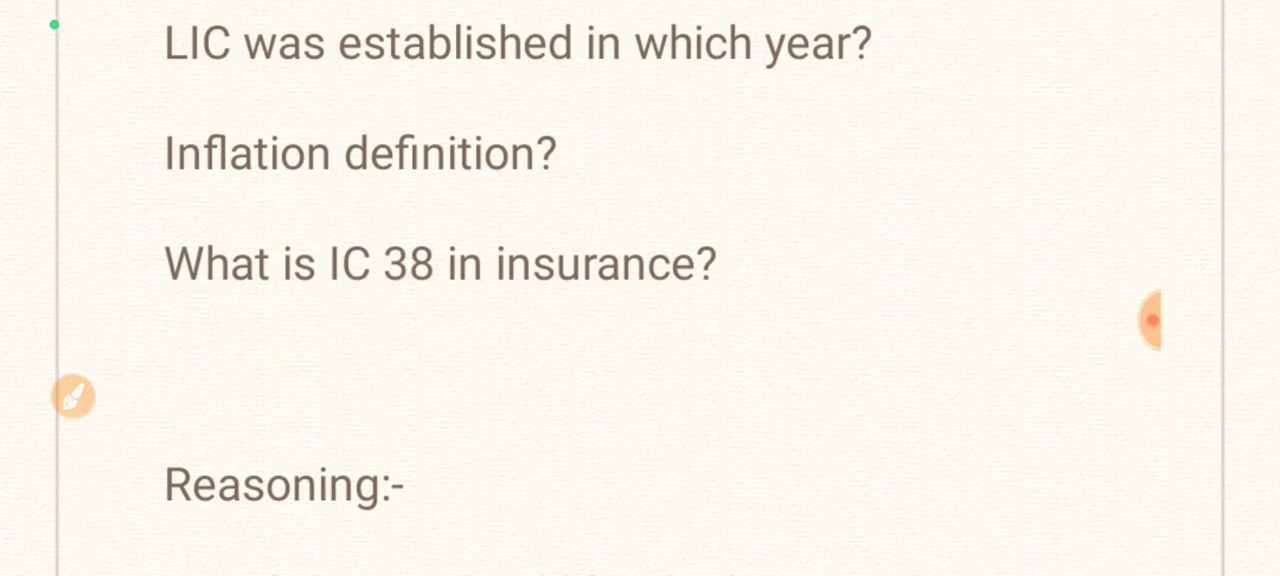 LIC was established in which year?
Inflation definition?
What is IC 38 in insurance?
Reasoning:-